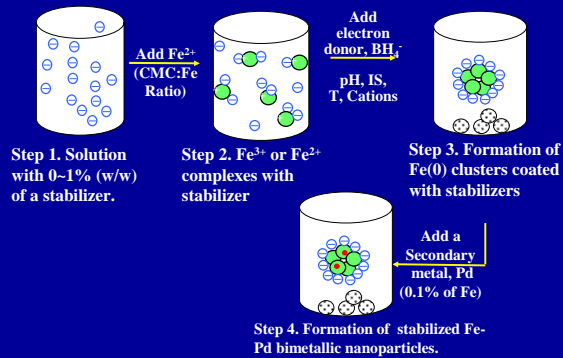 Add Fe²⁺
(CMC:Fe
Ratio)
Add
electron
donor, BH₄⁻
pH, IS,
T, Cations
Step 1. Solution
with 0~1% (w/w)
of a stabilizer.
Step 2. Fe³⁺ or Fe²⁺
complexes with
stabilizer
Step 3. Formation of
Fe(0) clusters coated
with stabilizers
Add a
Secondary
metal, Pd
(0.1% of Fe)
Step 4. Formation of stabilized Fe-
Pd bimetallic nanoparticles.